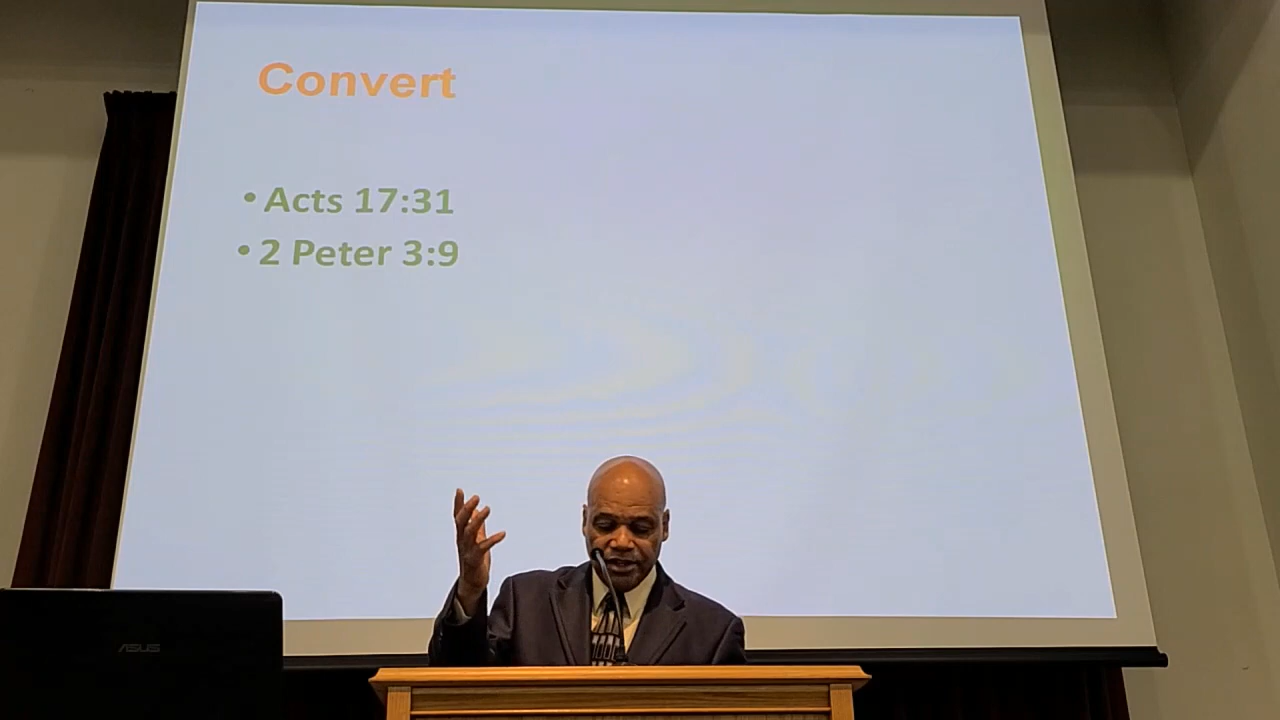 Convert
• Acts 17:31
• 2 Peter 3:9
ASUS